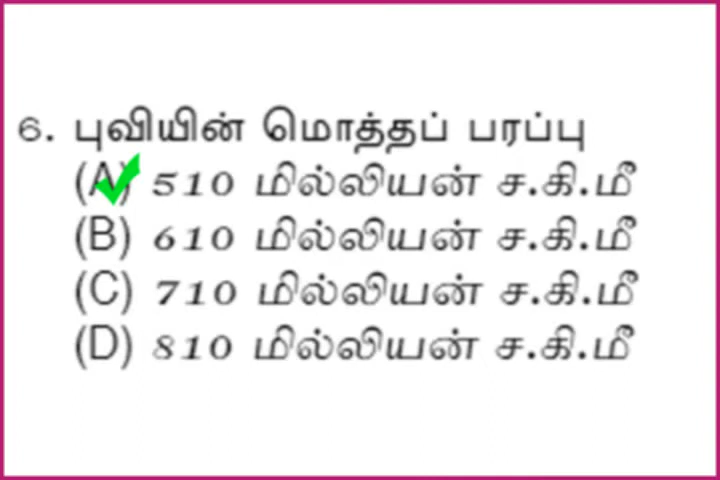 6. புவியின் மொத்தப் பரப்பு
(A) 510 மில்லியன் ச.கி.மீ
(B) 610 மில்லியன் ச.கி.மீ
(C) 710 மில்லியன் ச.கி.மீ
(D) 810 மில்லியன் ச.கி.மீ